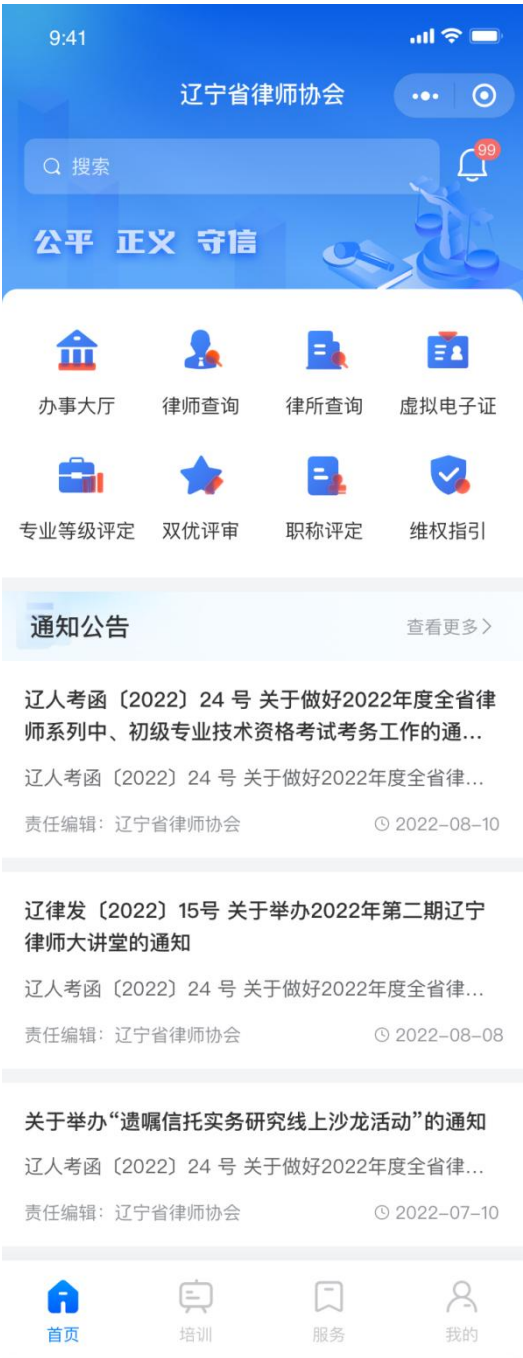 9:41
辽宁省律师协会
搜索
99
公平 正义 守信
办事大厅 律师查询 律所查询 虚拟电子证
专业等级评定 双优评审 职称评定 维权指引
通知公告 查看更多
辽人考函〔2022〕24 号 关于做好2022年度全省律
师系列中、初级专业技术资格考试考务工作的通...
辽人考函〔2022〕24 号 关于做好2022年度全省律...
责任编辑：辽宁省律师协会 2022-08-10
辽律发〔2022〕15号 关于举办2022年第二期辽宁
律师大讲堂的通知
辽人考函〔2022〕24 号 关于做好2022年度全省律...
责任编辑：辽宁省律师协会 2022-08-08
关于举办“遗嘱信托实务研究线上沙龙活动”的通知
辽人考函〔2022〕24 号 关于做好2022年度全省律...
责任编辑：辽宁省律师协会 2022-07-10
首页 培训 服务 我的